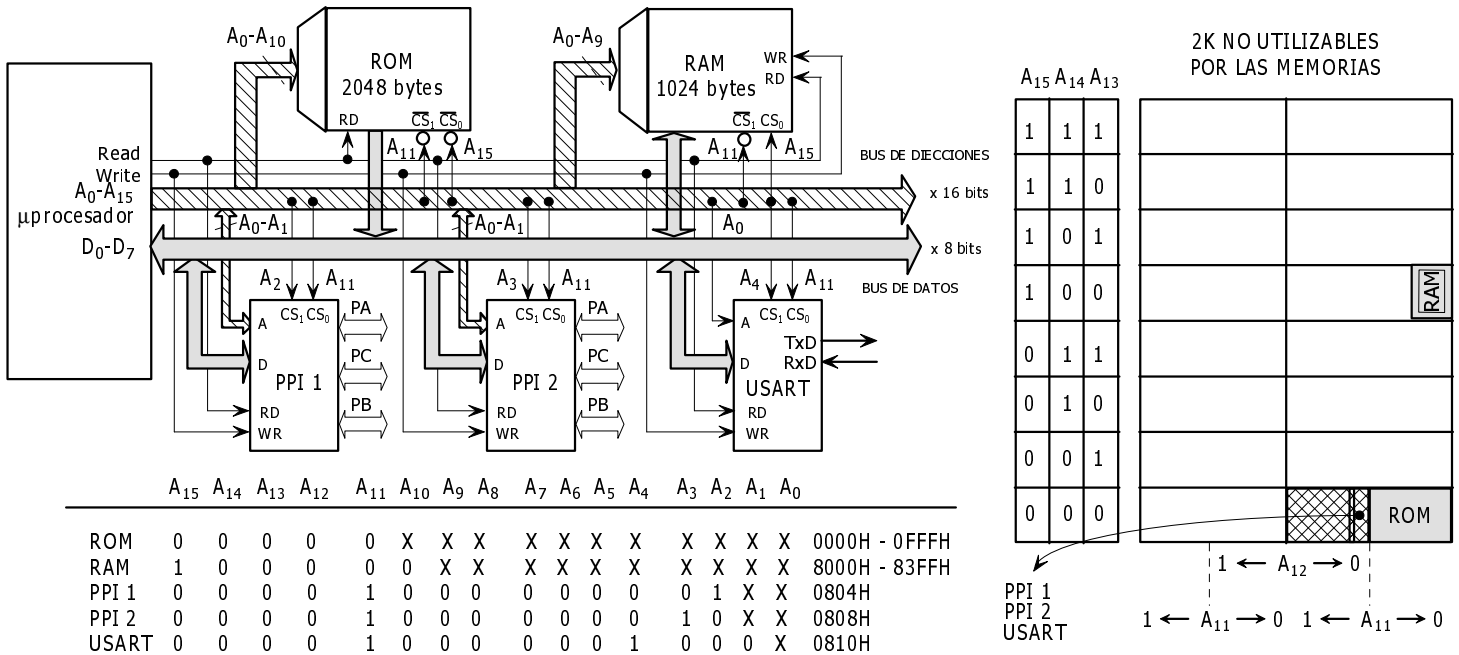 2K NO UTILIZABLES
POR LAS MEMORIAS
A0-A10
ROM
2048 bytes
RD
CS1 CS0
A11
A15
A0-A9
RAM
1024 bytes
WR
RD
CS1 CS0
A11
A15
Read
Write
A0-A15
µprocesador
D0-D7
BUS DE DIECCIONES
x 16 bits
x 8 bits
BUS DE DATOS
A0-A1
A0-A1
A0
A2
A11
A3
A11
A4
A11
CS1 CS0
A
D
PPI 1
RD
WR
PA
PC
PB
CS1 CS0
A
D
PPI 2
RD
WR
PA
PC
PB
CS1 CS0
A
TxD
RxD
D
USART
RD
WR
A15 A14 A13
1 1 1
1 1 0
1 0 1
1 0 0
0 1 1
0 1 0
0 0 1
0 0 0
RAM
ROM
1 A12 0
1 A11 0 1 A11 0
PPI 1
PPI 2
USART
A15 A14 A13 A12 A11 A10 A9 A8 A7 A6 A5 A4 A3 A2 A1 A0
ROM 0 0 0 0 0 X X X X X X X X X X X 0000H - 0FFFH
RAM 1 0 0 0 0 0 X X X X X X X X X X 8000H - 83FFH
PPI 1 0 0 0 0 1 0 0 0 0 0 0 0 0 1 X X 0804H
PPI 2 0 0 0 0 1 0 0 0 0 0 0 0 1 0 X X 0808H
USART 0 0 0 0 1 0 0 0 0 0 0 1 0 0 0 X 0810H